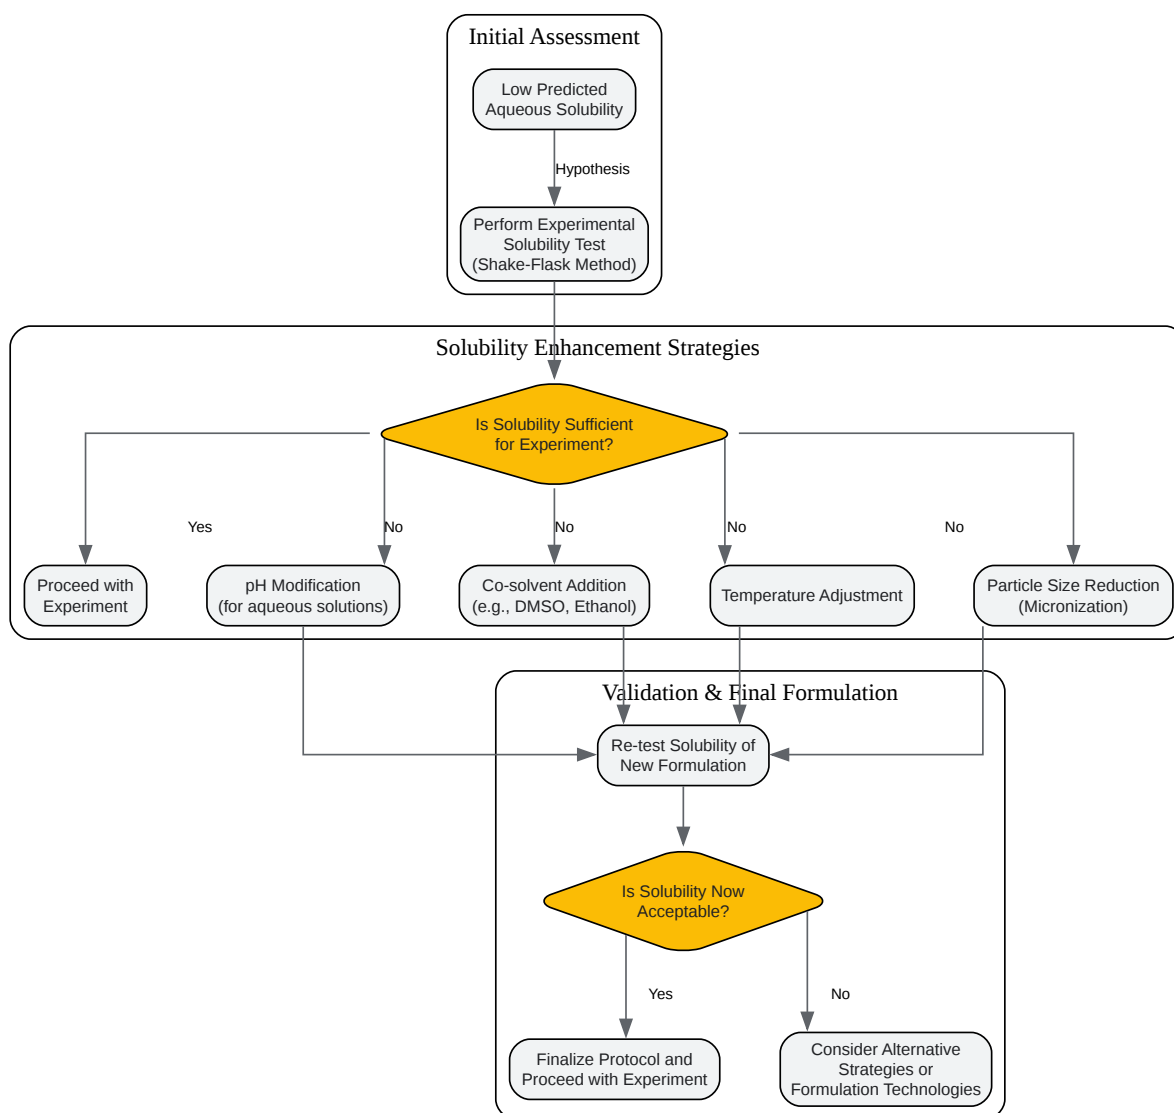 Initial Assessment
Low Predicted
Aqueous Solubility
Hypothesis
Perform Experimental
Solubility Test
(Shake-Flask Method)
Solubility Enhancement Strategies
Is Solubility Sufficient
for Experiment?
Yes
No
No
No
No
Proceed with
Experiment
pH Modification
(for aqueous solutions)
Co-solvent Addition
(e.g., DMSO, Ethanol)
Temperature Adjustment
Particle Size Reduction
(Micronization)
Validation & Final Formulation
Re-test Solubility of
New Formulation
Is Solubility Now
Acceptable?
Yes
No
Finalize Protocol and
Proceed with Experiment
Consider Alternative
Strategies or
Formulation Technologies